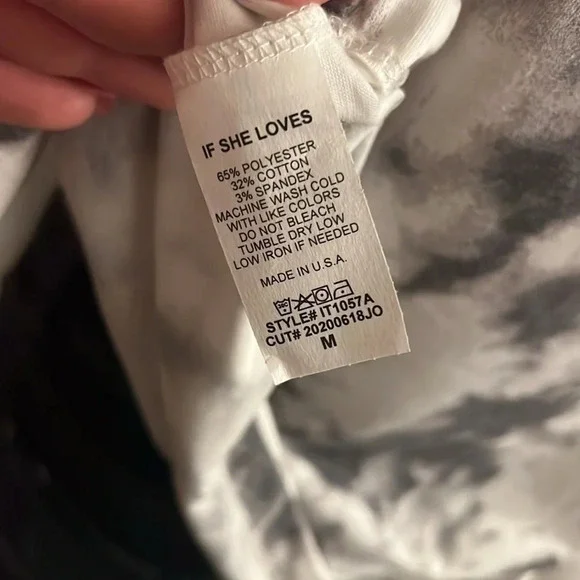 IF SHE LOVES
65% POLYESTER
32% COTTON
3% SPANDEX
MACHINE WASH COLD
WITH LIKE COLORS
DO NOT BLEACH
TUMBLE DRY LOW
LOW IRON IF NEEDED
MADE IN U.S.A.
STYLE# IT1057A
CUT# 20200618JO
M